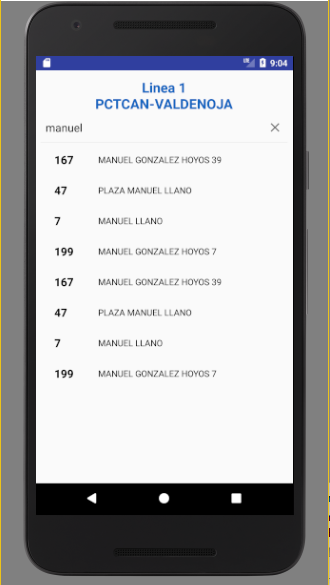 9:04
Linea 1
PCTCAN-VALDENOJA
manuel
167 MANUEL GONZALEZ HOYOS 39
47 PLAZA MANUEL LLANO
7 MANUEL LLANO
199 MANUEL GONZALEZ HOYOS 7
167 MANUEL GONZALEZ HOYOS 39
47 PLAZA MANUEL LLANO
7 MANUEL LLANO
199 MANUEL GONZALEZ HOYOS 7